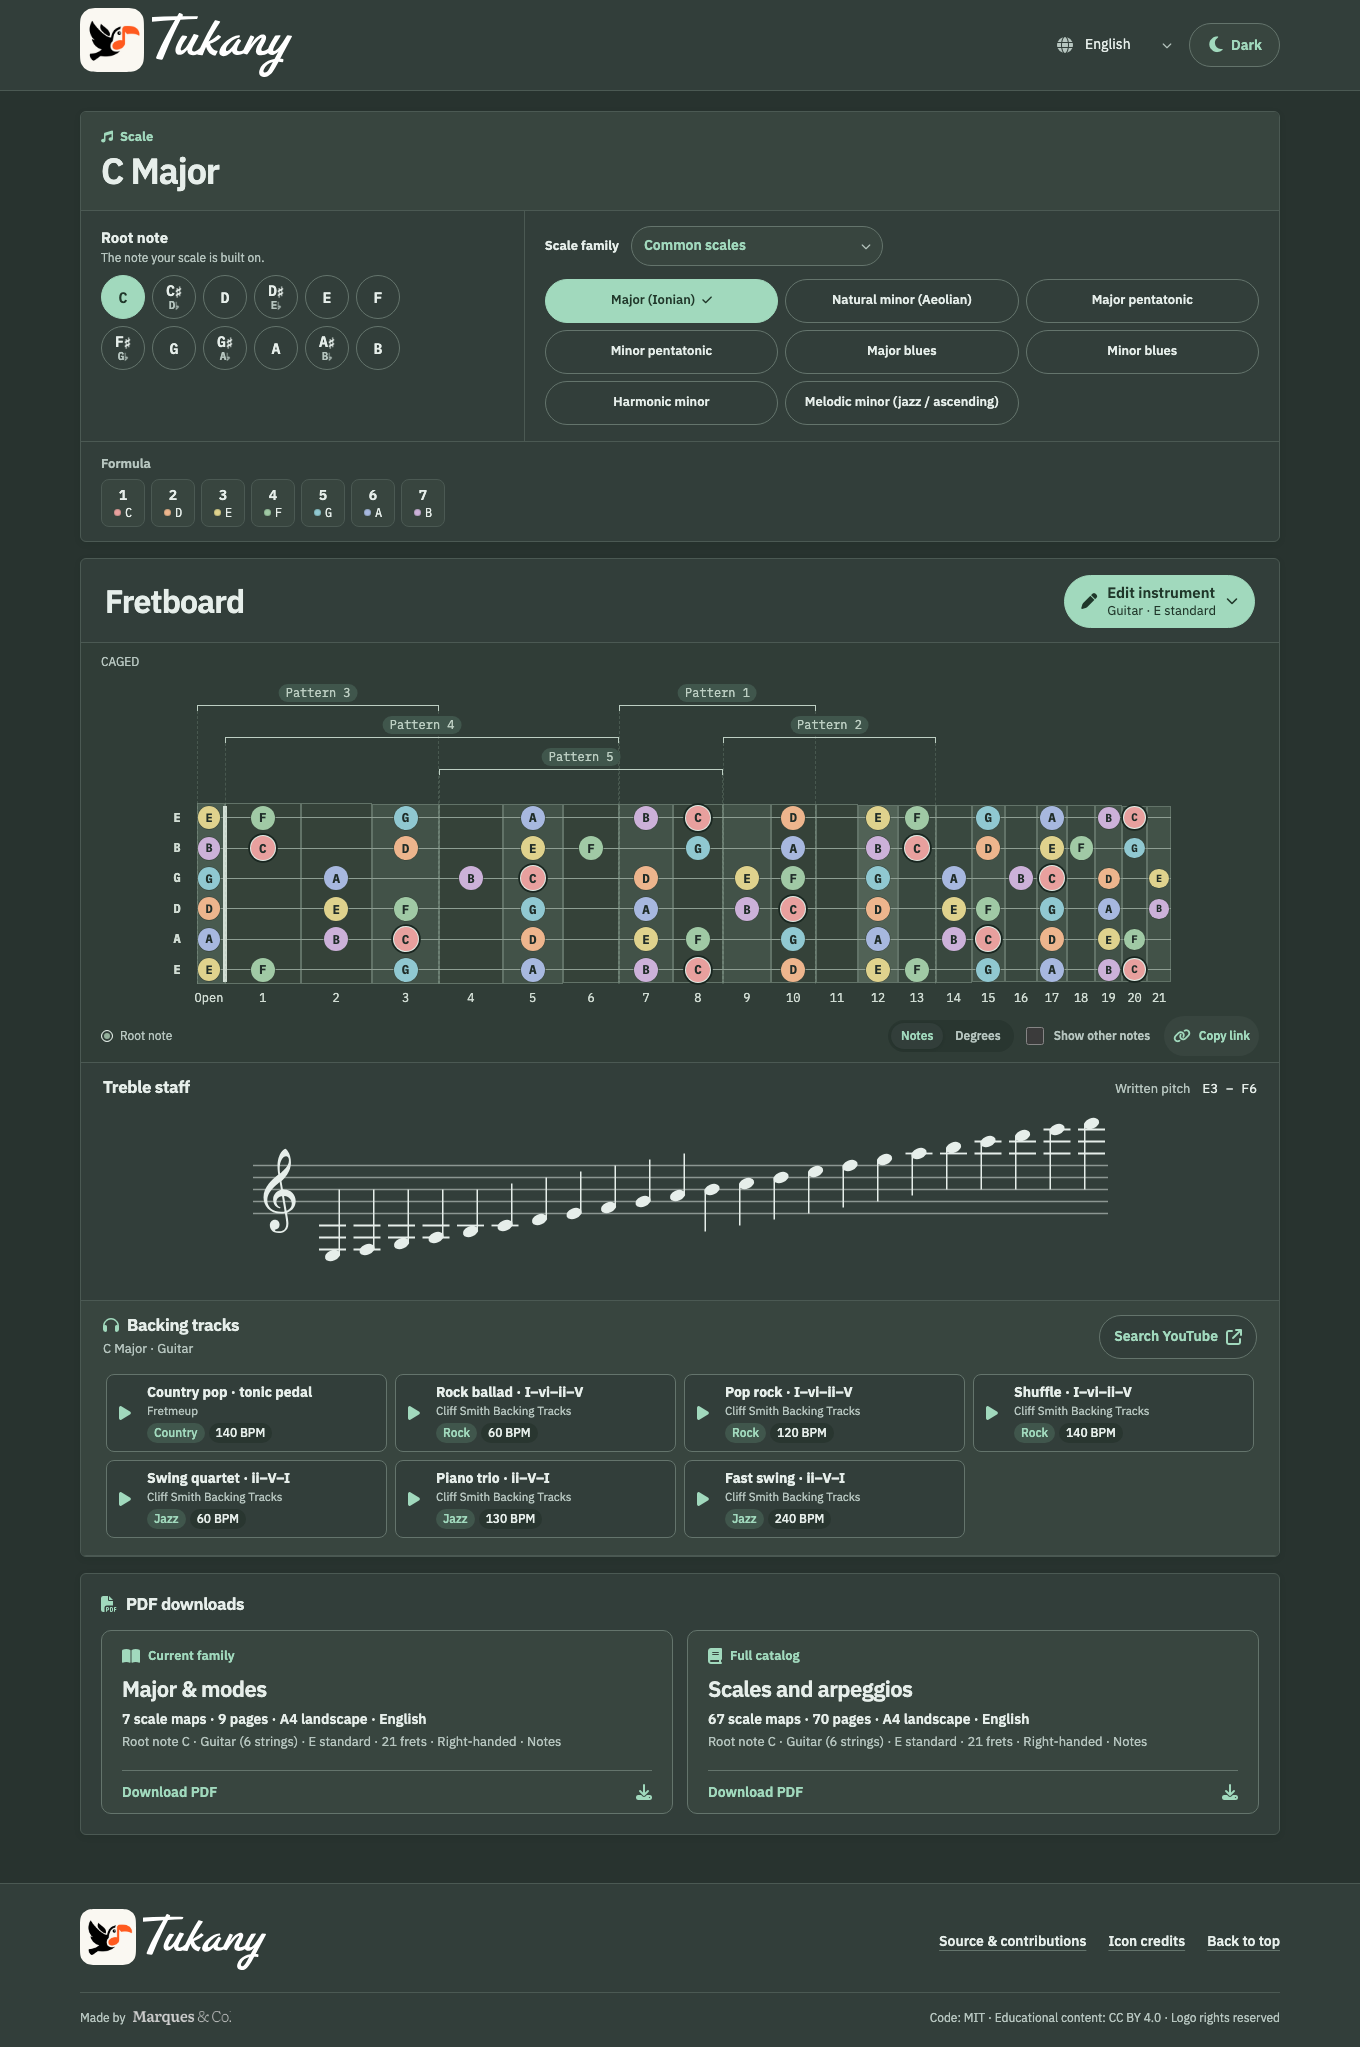 Tukany
English
Dark
Scale
C Major
Root note
The note your scale is built on.
C C♯ D♭ D D♯ E♭ E F
F♯ G♭ G G♯ A♭ A A♯ B♭ B
Scale family Common scales
Major (Ionian) Natural minor (Aeolian) Major pentatonic
Minor pentatonic Major blues Minor blues
Harmonic minor Melodic minor (jazz / ascending)
Formula
1 2 3 4 5 6 7
C D E F G A B
Fretboard
Edit instrument
Guitar · E standard
CAGED
Pattern 3 Pattern 1
Pattern 4 Pattern 2
Pattern 5
E E F G A B C D E F G A B C
B B C D E F G A B C D E F G
G G A B C D E F G A B C D E
D D E F G A B C D E F G A B
A A B C D E F G A B C D E F
E E F G A B C D E F G A B C
Open 1 2 3 4 5 6 7 8 9 10 11 12 13 14 15 16 17 18 19 20 21
Root note
Notes Degrees Show other notes Copy link
Treble staff
Written pitch E3 – F6
Backing tracks
C Major · Guitar
Search YouTube
Country pop · tonic pedal
Fretmeup
Country 140 BPM
Rock ballad · I–vi–ii–V
Cliff Smith Backing Tracks
Rock 60 BPM
Pop rock · I–vi–ii–V
Cliff Smith Backing Tracks
Rock 120 BPM
Shuffle · I–vi–ii–V
Cliff Smith Backing Tracks
Rock 140 BPM
Swing quartet · ii–V–I
Cliff Smith Backing Tracks
Jazz 60 BPM
Piano trio · ii–V–I
Cliff Smith Backing Tracks
Jazz 130 BPM
Fast swing · ii–V–I
Cliff Smith Backing Tracks
Jazz 240 BPM
PDF PDF downloads
Current family
Major & modes
7 scale maps · 9 pages · A4 landscape · English
Root note C · Guitar (6 strings) · E standard · 21 frets · Right-handed · Notes
Download PDF
Full catalog
Scales and arpeggios
67 scale maps · 70 pages · A4 landscape · English
Root note C · Guitar (6 strings) · E standard · 21 frets · Right-handed · Notes
Download PDF
Tukany
Source & contributions Icon credits Back to top
Made by Marques & Co.
Code: MIT · Educational content: CC BY 4.0 · Logo rights reserved